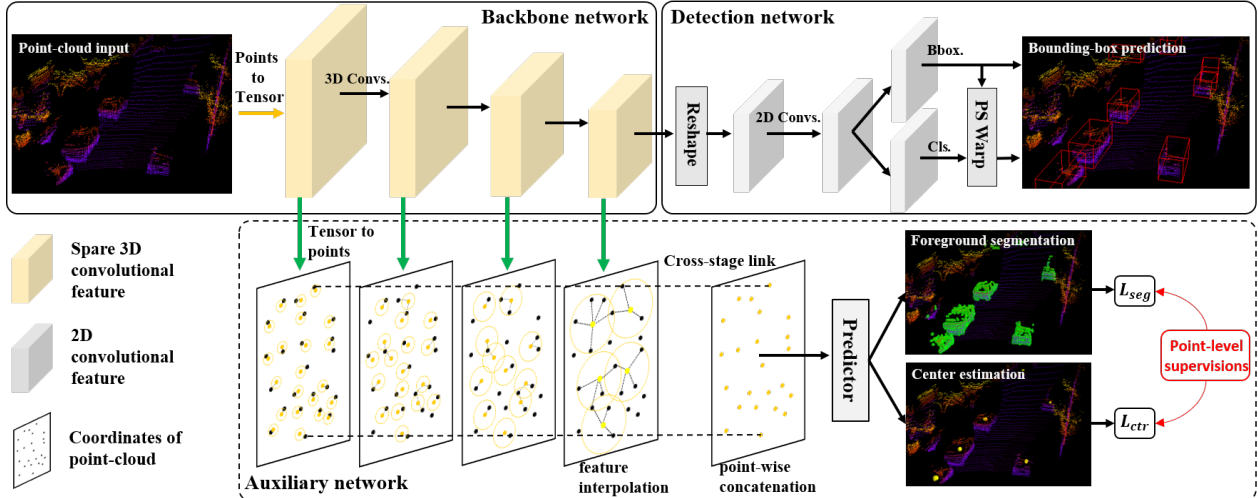 Backbone network
Detection network
Point-cloud input
Points
to
Tensor
3D Convs.
Reshape
2D Convs.
Bbox.
Cls.
PS Warp
Bounding-box prediction
Spare 3D
convolutional
feature
2D
convolutional
feature
Coordinates of
point-cloud
Tensor to
points
Cross-stage link
Auxiliary network
feature
interpolation
point-wise
concatenation
Predictor
Foreground segmentation
Center estimation
L_seg
L_ctr
Point-level
supervisions